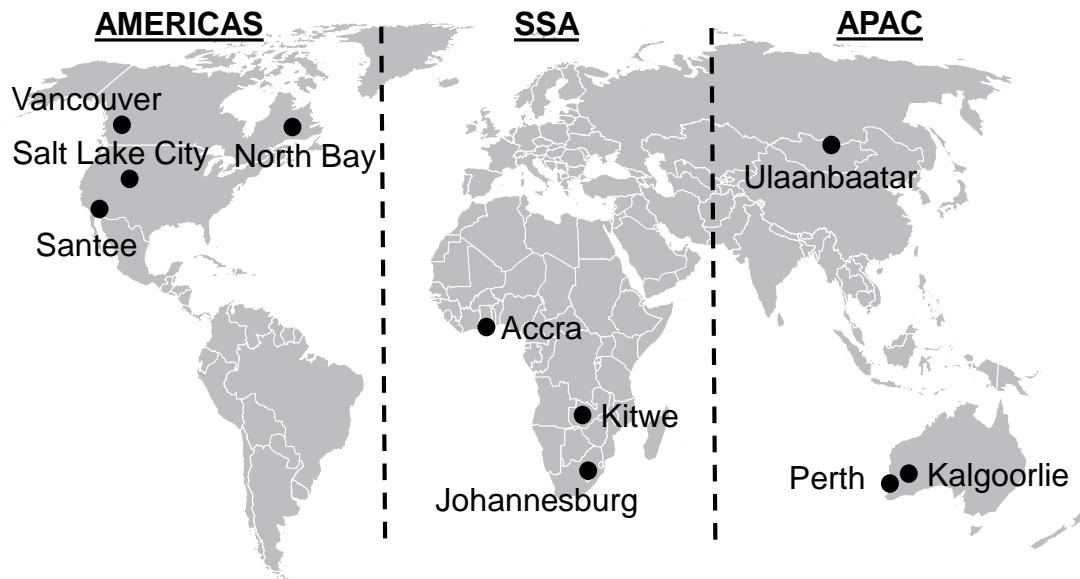 AMERICAS
SSA
APAC
Vancouver
Salt Lake City
North Bay
Ulaanbaatar
Santee
Accra
Kitwe
Perth
Kalgoorlie
Johannesburg